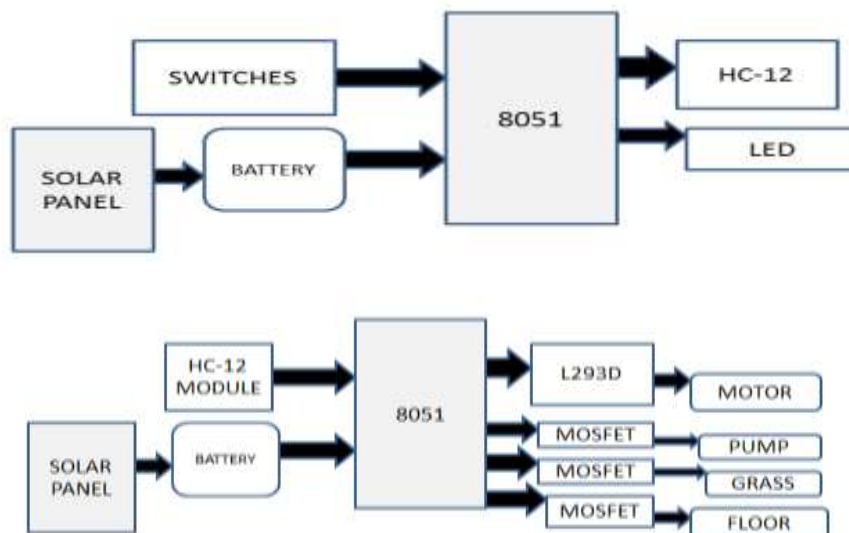 SWITCHES
HC-12
8051
LED
SOLAR
PANEL
BATTERY
HC-12
MODULE
8051
L293D
MOTOR
SOLAR
PANEL
BATTERY
MOSFET
PUMP
MOSFET
GRASS
MOSFET
FLOOR